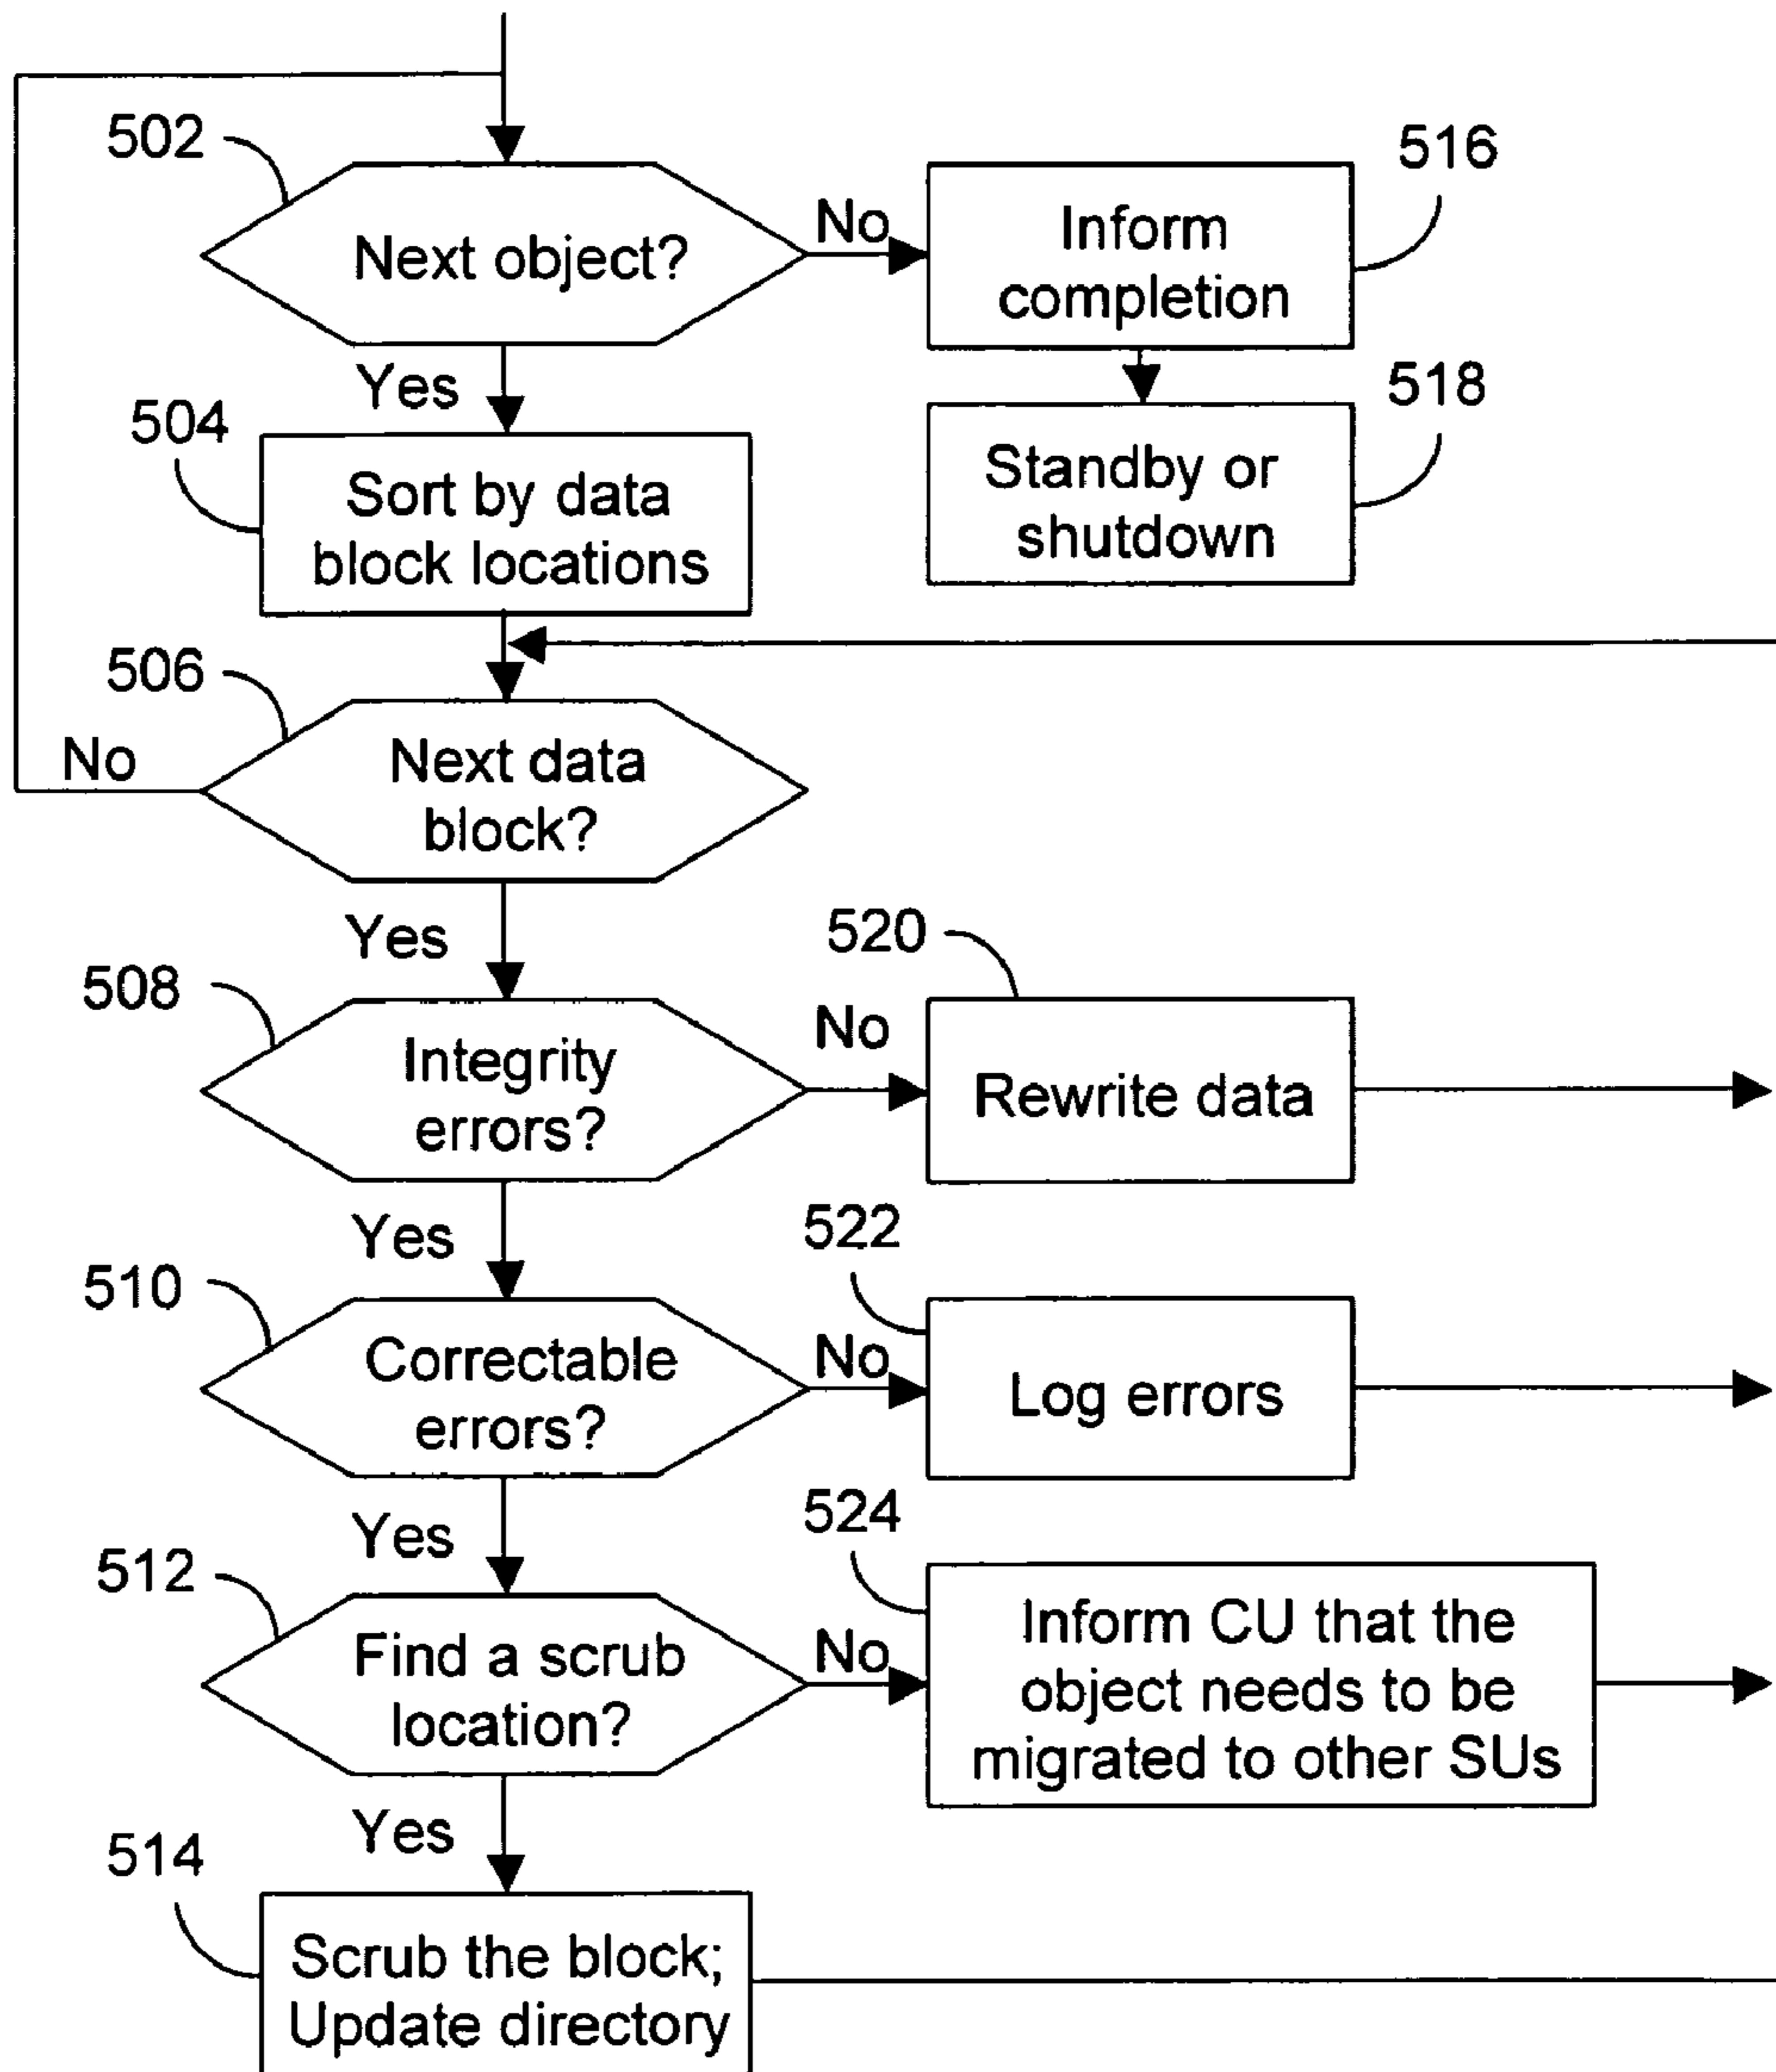 502
Next object?
No
Inform
completion
516
Yes
504
Sort by data
block locations
Standby or
shutdown
518
506
No
Next data
block?
Yes
508
Integrity
errors?
No
520
Rewrite data
Yes
510
Correctable
errors?
No
522
Log errors
Yes
512
Find a scrub
location?
No
524
Inform CU that the
object needs to be
migrated to other SUs
Yes
514
Scrub the block;
Update directory